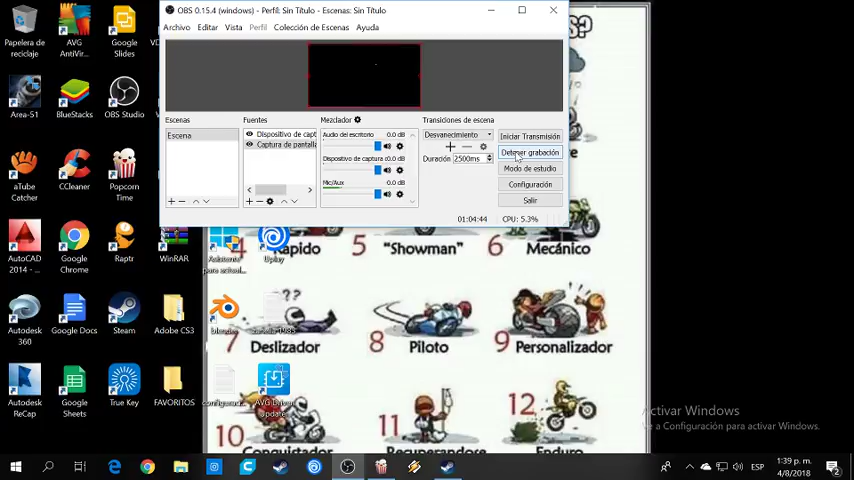 OBS 0.15.4 (windows) - Perfil: Sin Título - Escenas: Sin Título
Archivo Editar Vista Perfil Colección de Escenas Ayuda
Escenas
Escena
Fuentes
Dispositivo de capt
Captura de pantalla
Mezclador
Audio del escritorio 0.0 dB
Dispositivo de captura 0.0 dB
Mic/Aux 0.0 dB
Transiciones de escena
Desvanecimiento
Duración 2500ms
Iniciar Transmisión
Detener grabación
Modo de estudio
Configuración
Salir
01:04:44 CPU: 5.3%
Papelera de
reciclaje
AVG
AntiVir...
Google
Slides
Area-51
BlueStacks
OBS Studio
aTube
Catcher
CCleaner
Popcorn
Time
AutoCAD
2014 - ...
Google
Chrome
Raptr
WinRAR
Asistente
para actual...
Uplay
Autodesk
360
Google Docs
Steam
Adobe CS3
blender
Autodesk
ReCap
Google
Sheets
True Key
FAVORITOS
AVG Driver
Updater
S?
4 Rápido
5 "Showman"
6 Mecánico
??
7 Deslizador
8 Piloto
9 Personalizador
10 Conquistador
11 Recuperandose
12 Enduro
Activar Windows
Ve a Configuración para activar Windows.
ESP
1:39 p. m.
4/8/2018
2